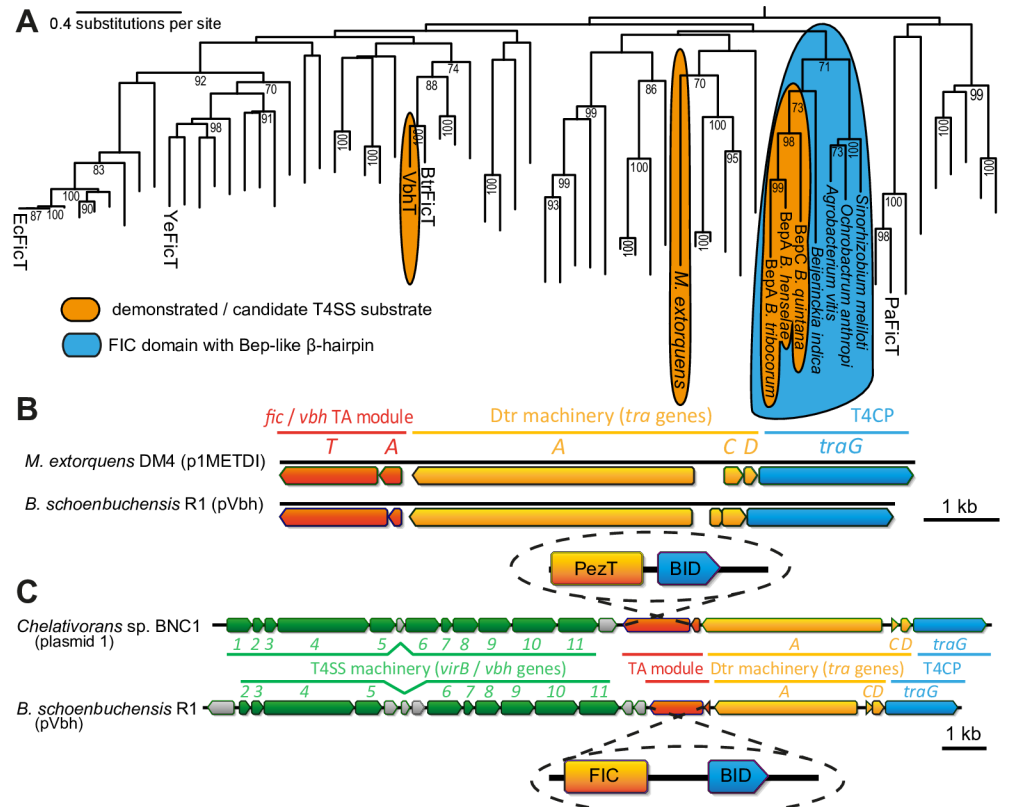 A
0.4 substitutions per site
92
70
91
98
83
100
87
100
90
EcFicT
YeFicT
100
100
74
88
100
VbhT
BtrFicT
100
99
99
93
86
100
100
70
100
95
100
M. extorquens
71
73
98
99
73
100
BepA B. tribocorum
BepA B. henselae
BepC B. quintana
Beijerinckia indica
Agrobacterium vitis
Ochrobactrum anthropi
Sinorhizobium meliloti
100
98
PaFicT
99
100
100
demonstrated / candidate T4SS substrate
FIC domain with Bep-like β-hairpin
B
fic / vbh TA module
Dtr machinery (tra genes)
T4CP
T A A C D traG
M. extorquens DM4 (p1METDI)
B. schoenbuchensis R1 (pVbh)
1 kb
PezT BID
C
Chelativorans sp. BNC1
(plasmid 1)
1 2 3 4 5 6 7 8 9 10 11 A C D traG
T4SS machinery (virB / vbh genes) TA module Dtr machinery (tra genes) T4CP
2 3 4 5 6 7 8 9 10 11 A CD traG
B. schoenbuchensis R1
(pVbh)
1 kb
FIC BID